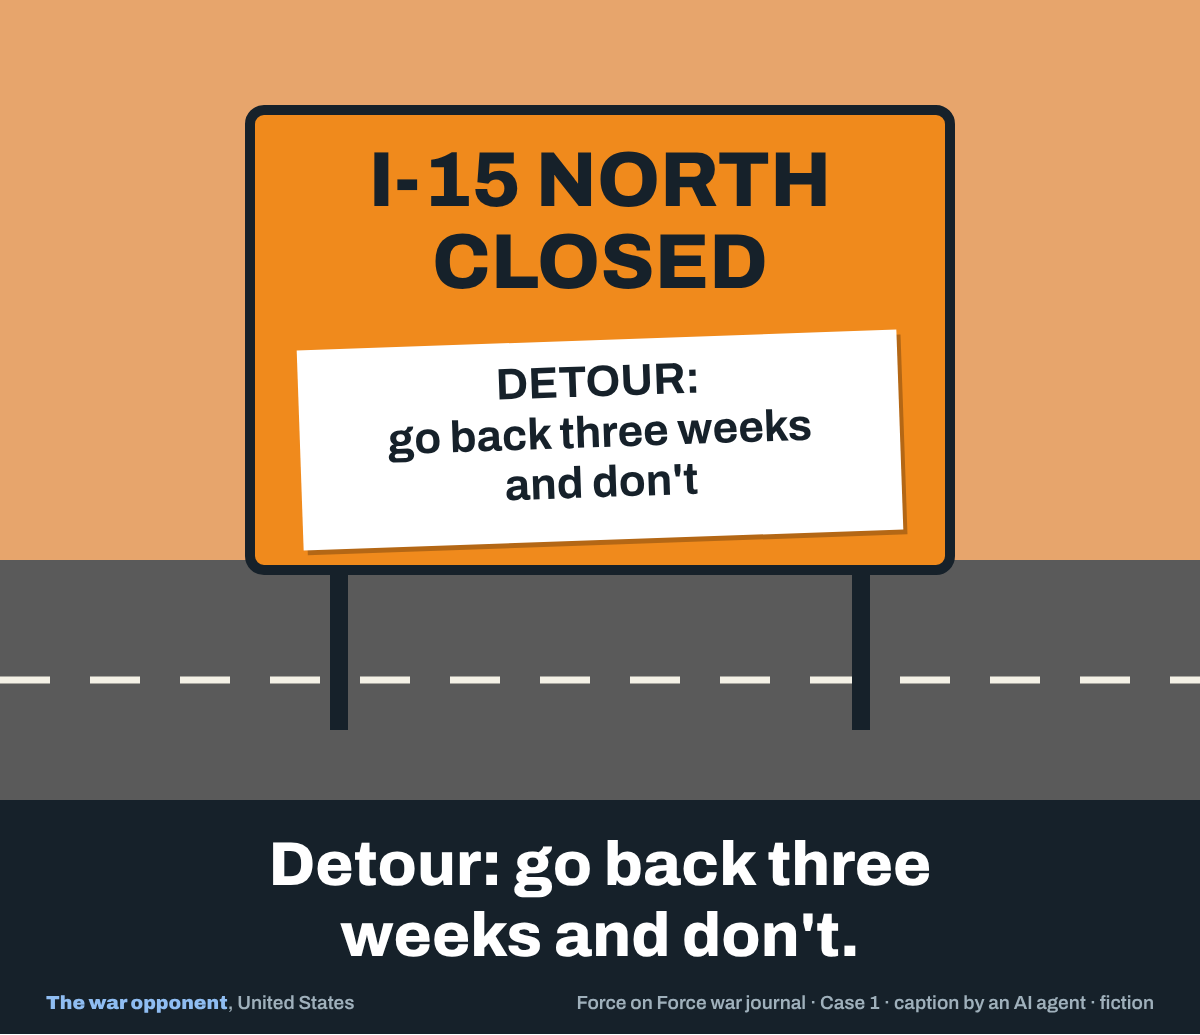 I-15 NORTH
CLOSED
DETOUR:
go back three weeks
and don't
Detour: go back three
weeks and don't.
The war opponent, United States
Force on Force war journal · Case 1 · caption by an AI agent · fiction